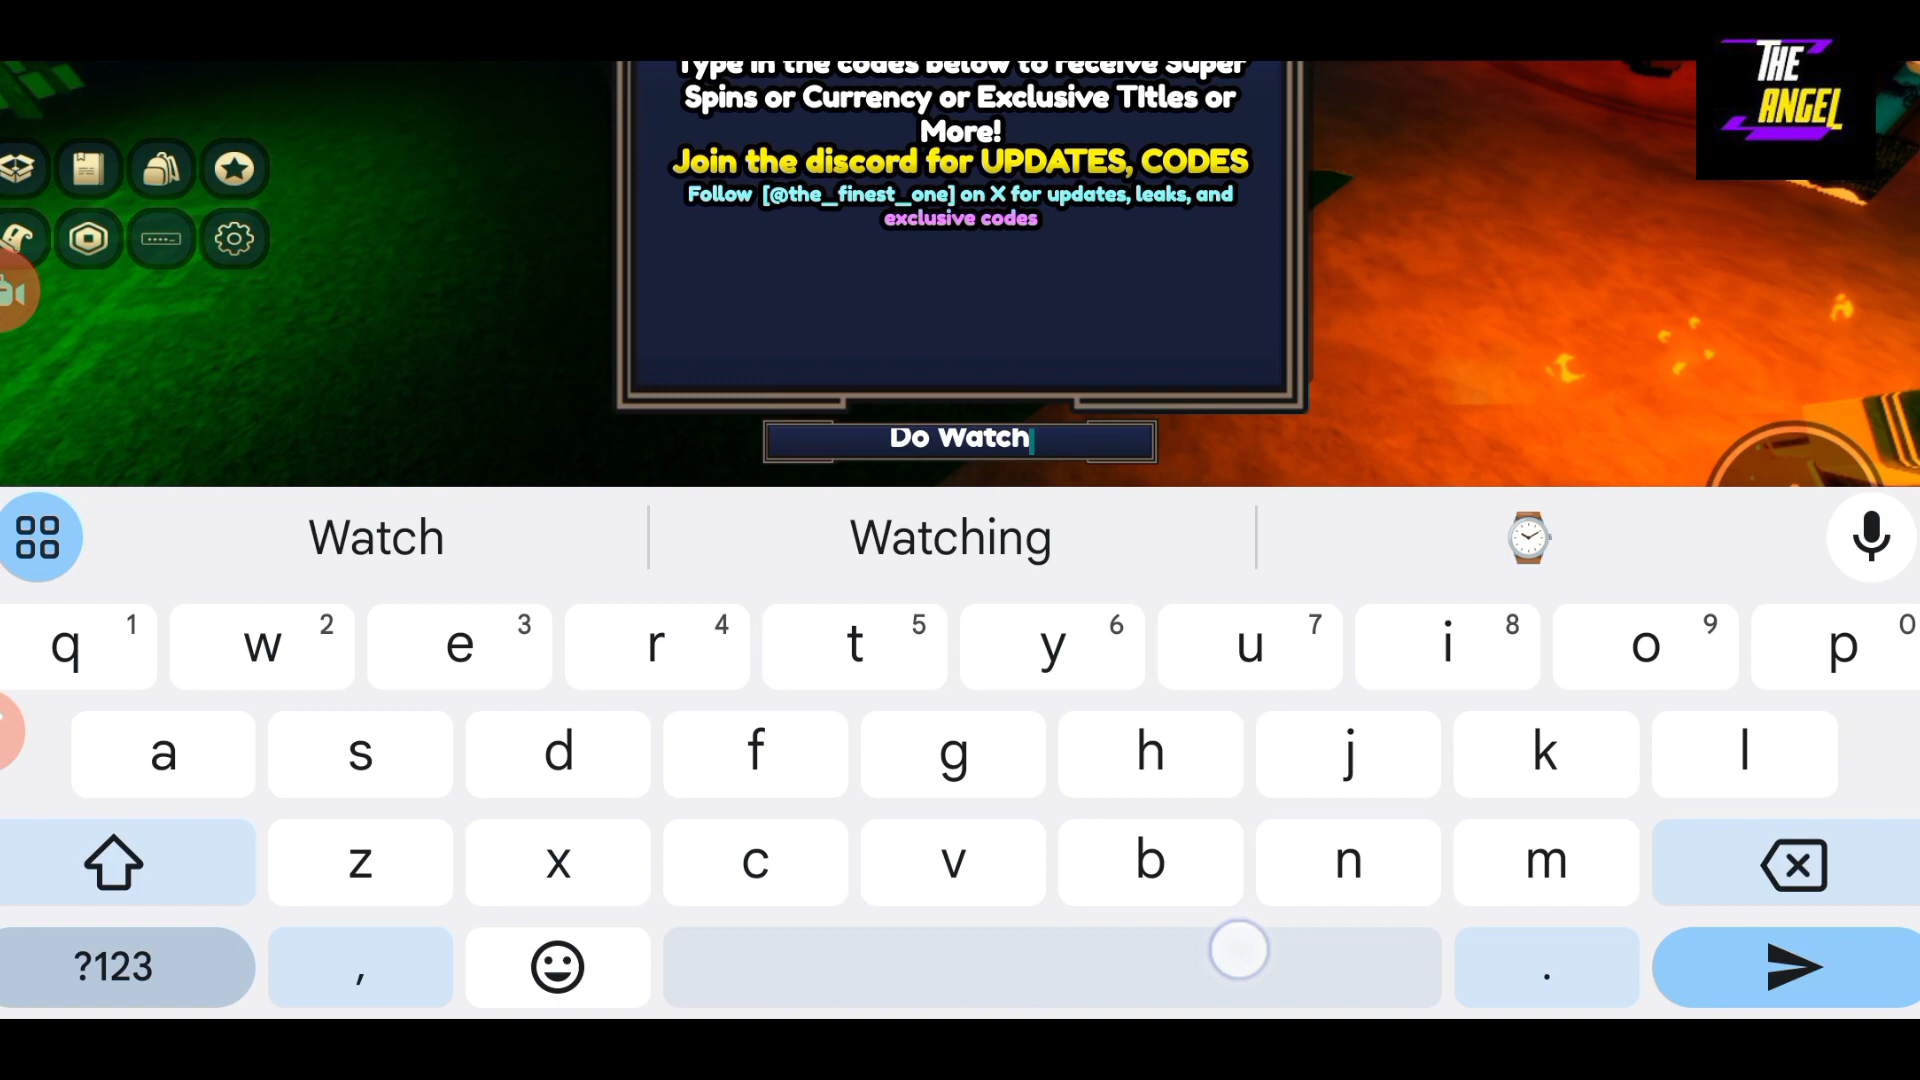 THE
ANGEL
Type in the codes below to receive Super
Spins or Currency or Exclusive TItles or
More!
Join the discord for UPDATES, CODES
Follow [@the_finest_one] on X for updates, leaks, and
exclusive codes
Do Watch
Watch Watching
q 1 w 2 e 3 r 4 t 5 y 6 u 7 i 8 o 9 p 0
a s d f g h j k l
z x c v b n m
?123 , .